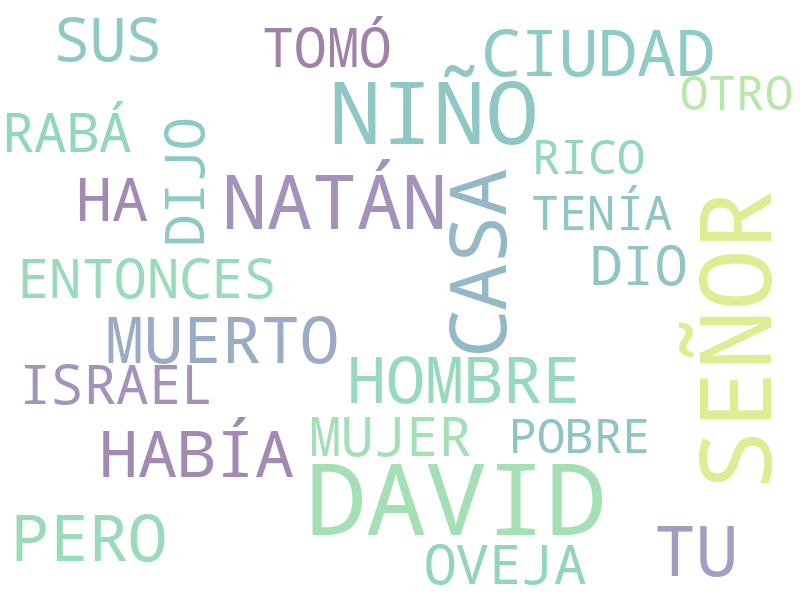 SUS
TOMÓ
CIUDAD
OTRO
NIÑO
RABÁ
DIJO
RICO
HA
NATÁN
CASA
TENÍA
SEÑOR
DIO
ENTONCES
MUERTO
HOMBRE
ISRAEL
MUJER
POBRE
HABÍA
DAVID
PERO
OVEJA
TU